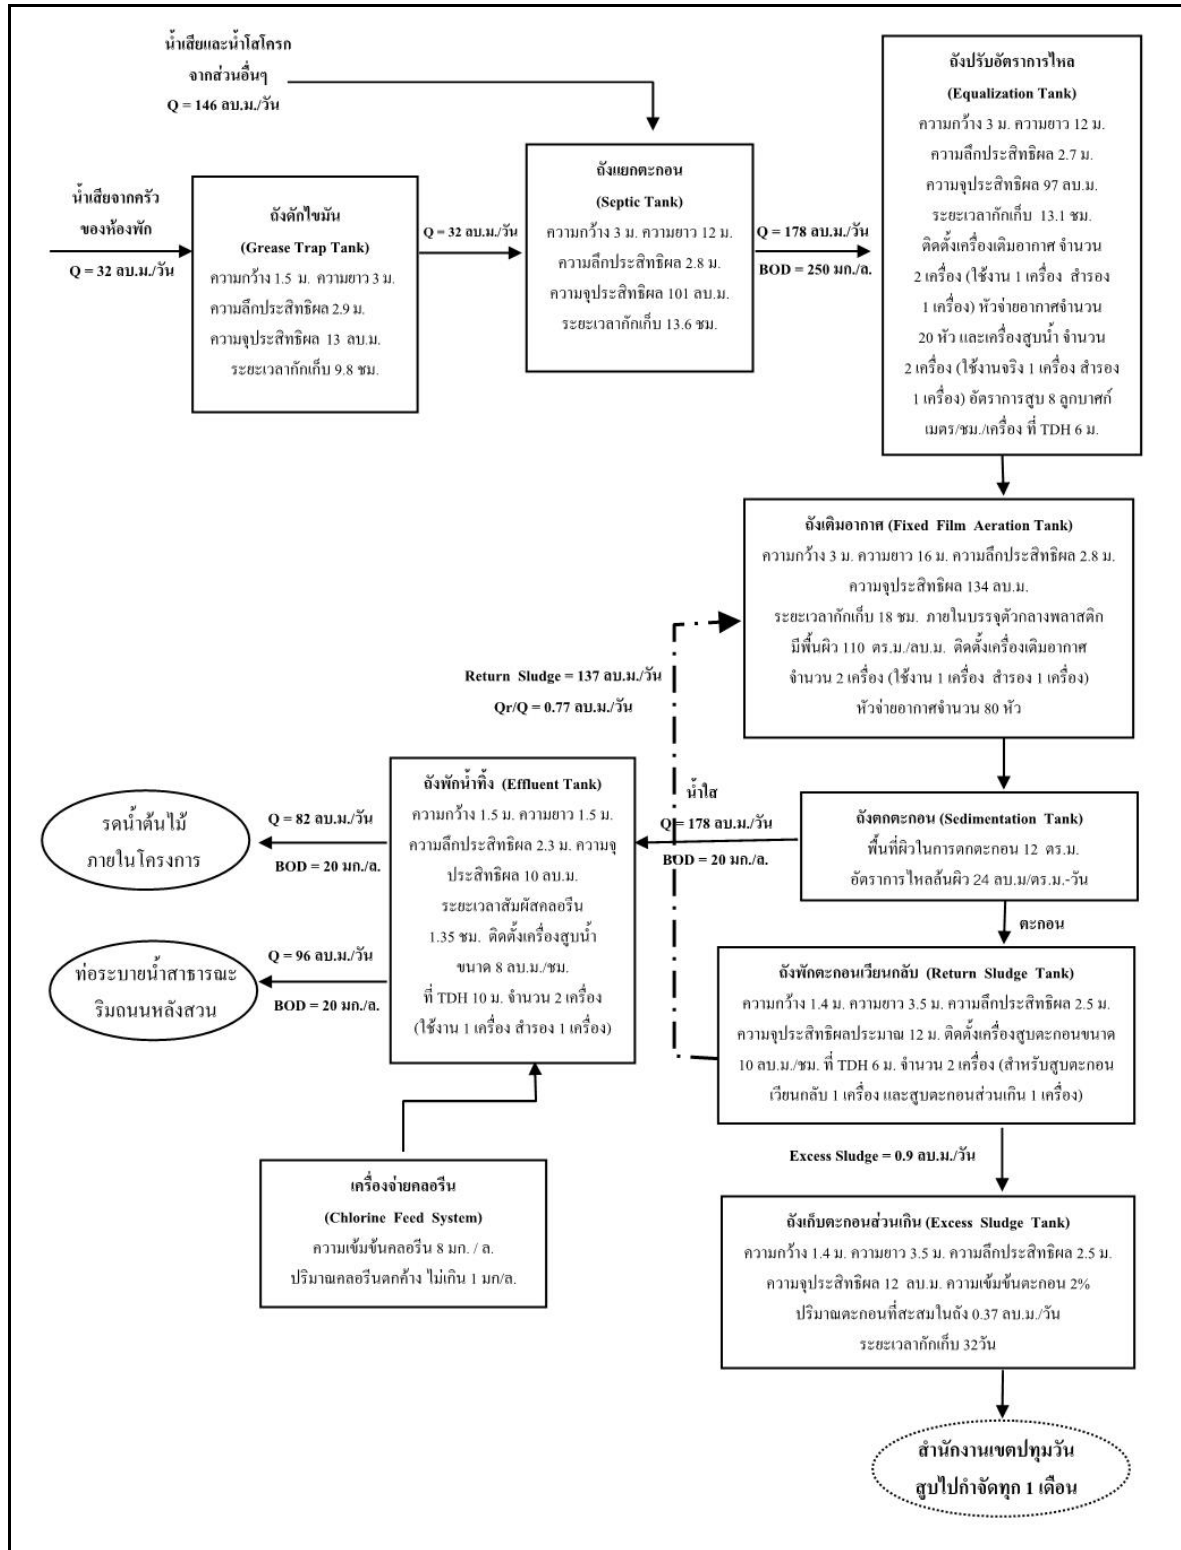 น้ำเสียและน้ำโสโครก
จากส่วนอื่นๆ
Q = 146 ลบ.ม./วัน
น้ำเสียจากครัว
ของห้องพัก
Q = 32 ลบ.ม./วัน
ถังดักไขมัน
(Grease Trap Tank)
ความกว้าง 1.5 ม. ความยาว 3 ม.
ความลึกประสิทธิผล 2.9 ม.
ความจุประสิทธิผล 13 ลบ.ม.
ระยะเวลากักเก็บ 9.8 ชม.
Q = 32 ลบ.ม./วัน
ถังแยกตะกอน
(Septic Tank)
ความกว้าง 3 ม. ความยาว 12 ม.
ความลึกประสิทธิผล 2.8 ม.
ความจุประสิทธิผล 101 ลบ.ม.
ระยะเวลากักเก็บ 13.6 ชม.
Q = 178 ลบ.ม./วัน
BOD = 250 มก./ล.
ถังปรับอัตราการไหล
(Equalization Tank)
ความกว้าง 3 ม. ความยาว 12 ม.
ความลึกประสิทธิผล 2.7 ม.
ความจุประสิทธิผล 97 ลบ.ม.
ระยะเวลากักเก็บ 13.1 ชม.
ติดตั้งเครื่องเติมอากาศ จำนวน
2 เครื่อง (ใช้งาน 1 เครื่อง สำรอง
1 เครื่อง) หัวจ่ายอากาศจำนวน
20 หัว และเครื่องสูบน้ำ จำนวน
2 เครื่อง (ใช้งานจริง 1 เครื่อง สำรอง
1 เครื่อง) อัตราการสูบ 8 ลูกบาศก์
เมตร/ชม./เครื่อง ที่ TDH 6 ม.
ถังเติมอากาศ (Fixed Film Aeration Tank)
ความกว้าง 3 ม. ความยาว 16 ม. ความลึกประสิทธิผล 2.8 ม.
ความจุประสิทธิผล 134 ลบ.ม.
ระยะเวลากักเก็บ 18 ชม. ภายในบรรจุตัวกลางพลาสติก
มีพื้นผิว 110 ตร.ม./ลบ.ม. ติดตั้งเครื่องเติมอากาศ
จำนวน 2 เครื่อง (ใช้งาน 1 เครื่อง สำรอง 1 เครื่อง)
หัวจ่ายอากาศจำนวน 80 หัว
Return Sludge = 137 ลบ.ม./วัน
Qr/Q = 0.77 ลบ.ม./วัน
ถังตกตะกอน (Sedimentation Tank)
พื้นที่ผิวในการตกตะกอน 12 ตร.ม.
อัตราการไหลล้นผิว 24 ลบ.ม/ตร.ม.-วัน
น้ำใส
Q = 178 ลบ.ม./วัน
BOD = 20 มก./ล.
ถังพักน้ำทิ้ง (Effluent Tank)
ความกว้าง 1.5 ม. ความยาว 1.5 ม.
ความลึกประสิทธิผล 2.3 ม. ความจุ
ประสิทธิผล 10 ลบ.ม.
ระยะเวลาสัมผัสคลอรีน
1.35 ชม. ติดตั้งเครื่องสูบน้ำ
ขนาด 8 ลบ.ม./ชม.
ที่ TDH 10 ม. จำนวน 2 เครื่อง
(ใช้งาน 1 เครื่อง สำรอง 1 เครื่อง)
Q = 82 ลบ.ม./วัน
BOD = 20 มก./ล.
รดน้ำต้นไม้
ภายในโครงการ
Q = 96 ลบ.ม./วัน
BOD = 20 มก./ล.
ท่อระบายน้ำสาธารณะ
ริมถนนหลังสวน
ตะกอน
ถังพักตะกอนเวียนกลับ (Return Sludge Tank)
ความกว้าง 1.4 ม. ความยาว 3.5 ม. ความลึกประสิทธิผล 2.5 ม.
ความจุประสิทธิผลประมาณ 12 ม. ติดตั้งเครื่องสูบตะกอนขนาด
10 ลบ.ม./ชม. ที่ TDH 6 ม. จำนวน 2 เครื่อง (สำหรับสูบตะกอน
เวียนกลับ 1 เครื่อง และสูบตะกอนส่วนเกิน 1 เครื่อง)
เครื่องจ่ายคลอรีน
(Chlorine Feed System)
ความเข้มข้นคลอรีน 8 มก. / ล.
ปริมาณคลอรีนตกค้าง ไม่เกิน 1 มก/ล.
Excess Sludge = 0.9 ลบ.ม./วัน
ถังเก็บตะกอนส่วนเกิน (Excess Sludge Tank)
ความกว้าง 1.4 ม. ความยาว 3.5 ม. ความลึกประสิทธิผล 2.5 ม.
ความจุประสิทธิผล 12 ลบ.ม. ความเข้มข้นตะกอน 2%
ปริมาณตะกอนที่สะสมในถัง 0.37 ลบ.ม./วัน
ระยะเวลากักเก็บ 32วัน
สำนักงานเขตปทุมวัน
สูบไปกำจัดทุก 1 เดือน